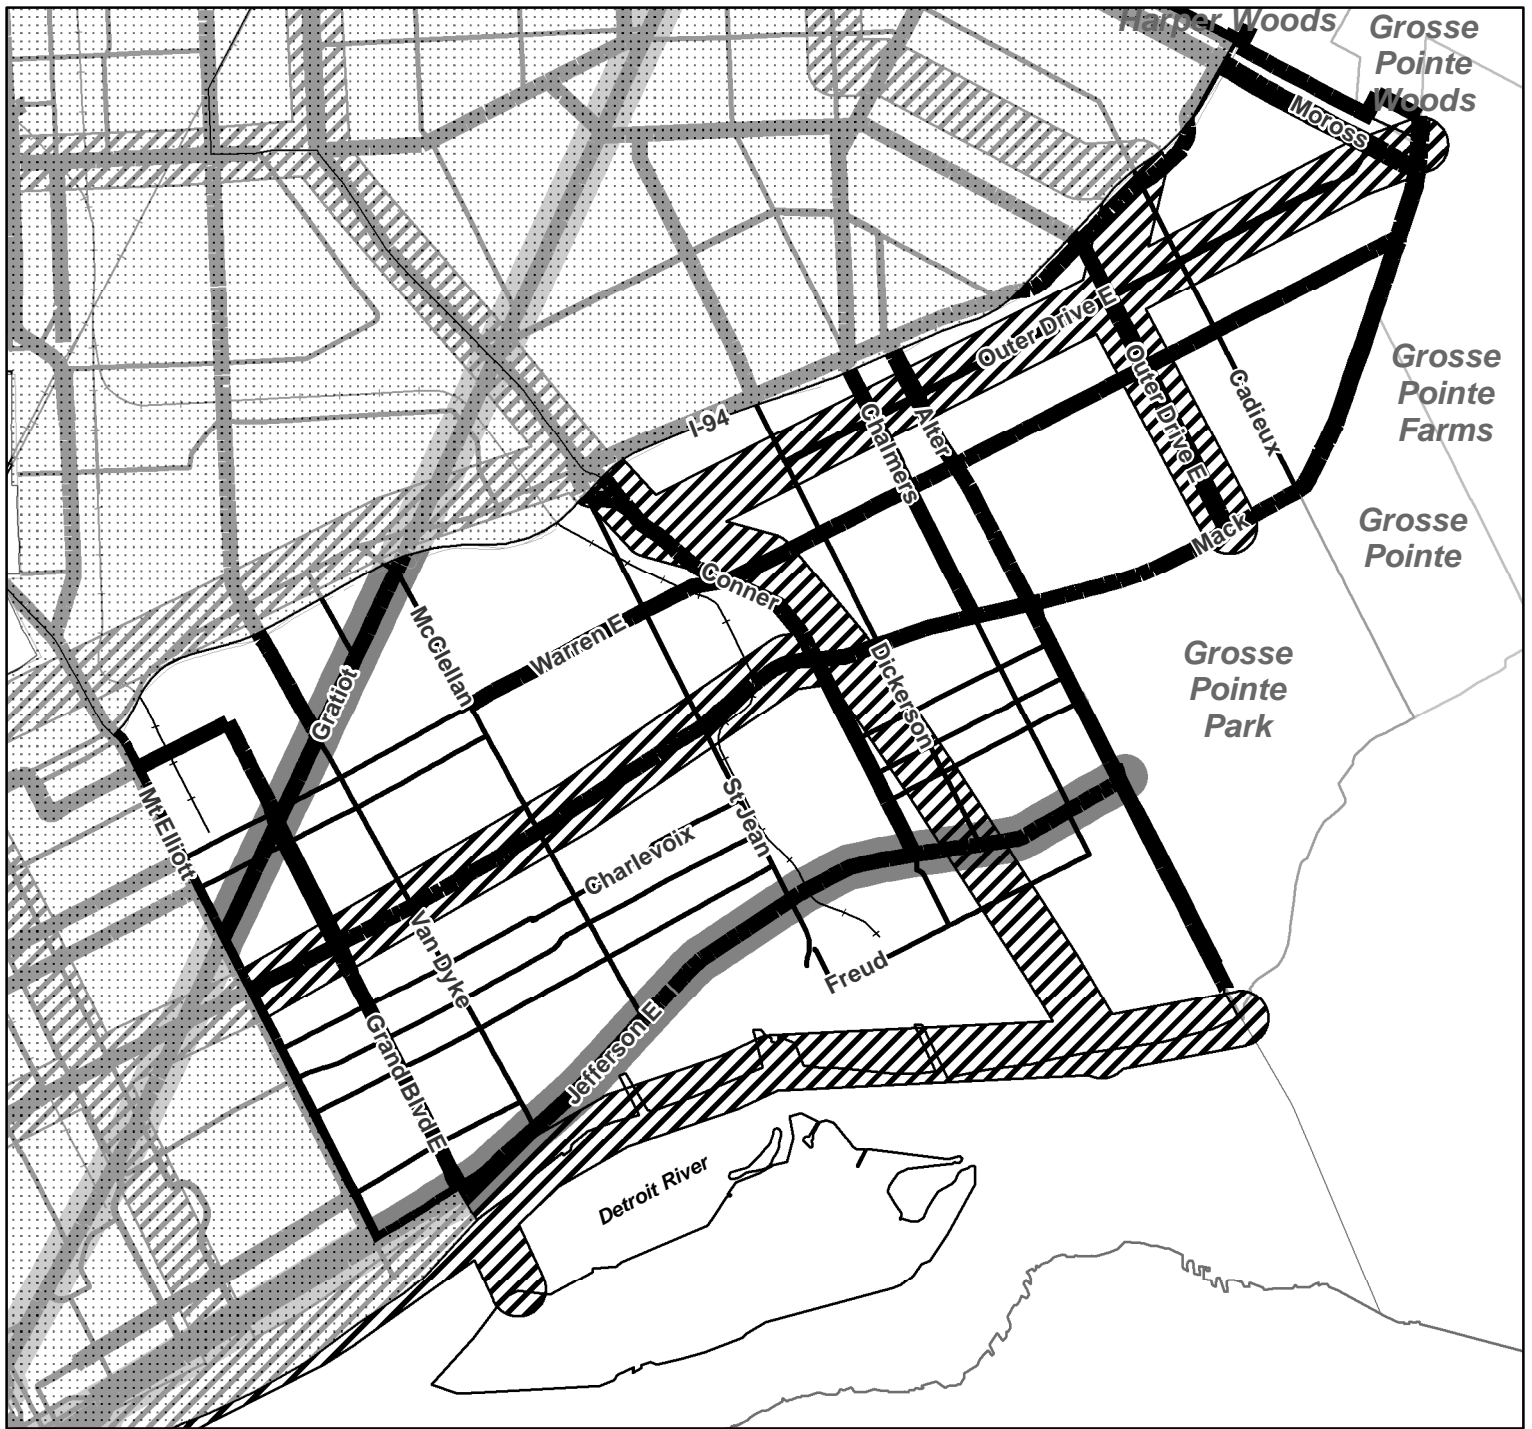 Harper Woods
Grosse
Pointe
Woods
Moross
Grosse
Pointe
Farms
Outer Drive E
Outer Drive E
Cadieux
I-94
Chalmers
Alter
Grosse
Pointe
Mack
Conner
McClellan
Warren E
Dickerson
Grosse
Pointe
Park
Gratiot
Mt Elliott
St Jean
Charlevoix
Van Dyke
Freud
Grand Blvd E
Jefferson E
Detroit River